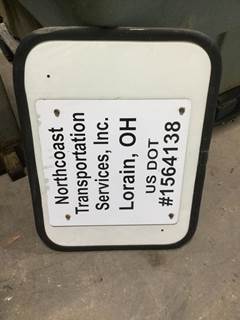 Northcoast
Transportation
Services, Inc.
Lorain, OH
US DOT
#1564138